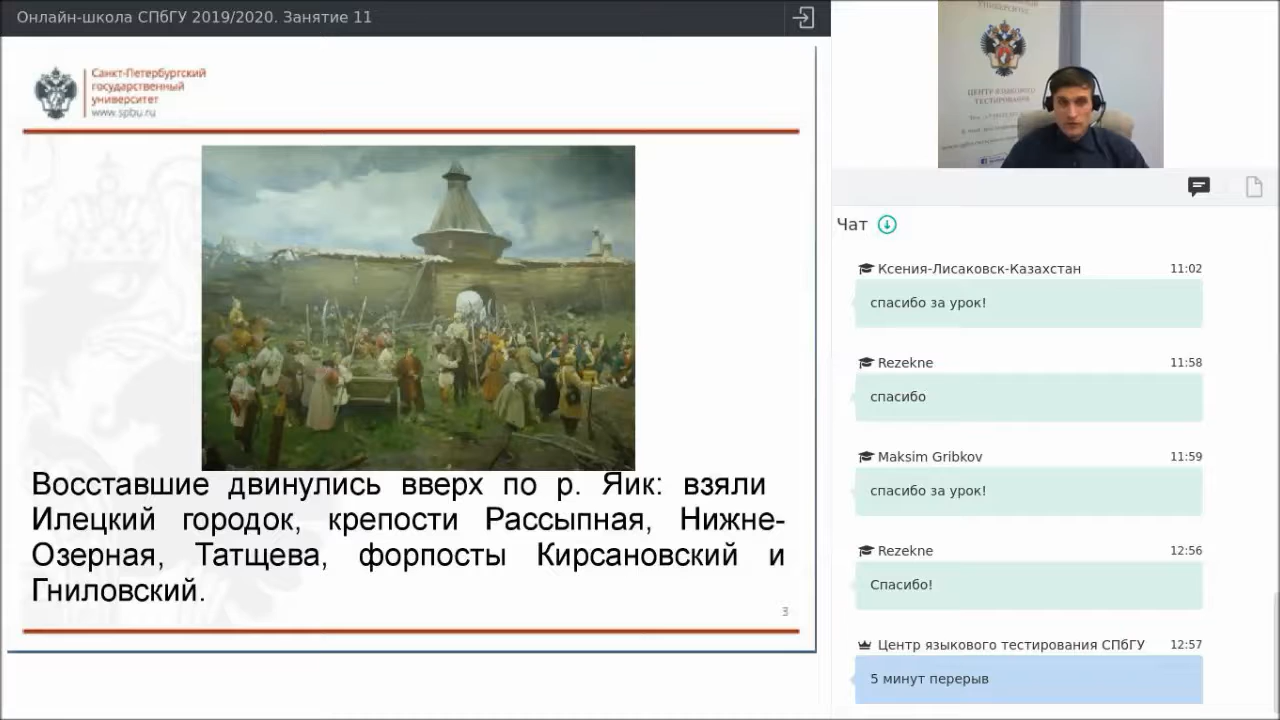 Онлайн-школа СПбГУ 2019/2020. Занятие 11
Санкт-Петербургский
государственный
университет
www.spbu.ru
Восставшие двинулись вверх по р. Яик: взяли
Илецкий городок, крепости Рассыпная, Нижне-
Озерная, Татщева, форпосты Кирсановский и
Гниловский.
3
ЦЕНТР ЯЗЫКОВОГО
ТЕСТИРОВАНИЯ
Чат
Ксения-Лисаковск-Казахстан 11:02
спасибо за урок!
Rezekne 11:58
спасибо
Maksim Gribkov 11:59
спасибо за урок!
Rezekne 12:56
Спасибо!
Центр языкового тестирования СПбГУ 12:57
5 минут перерыв